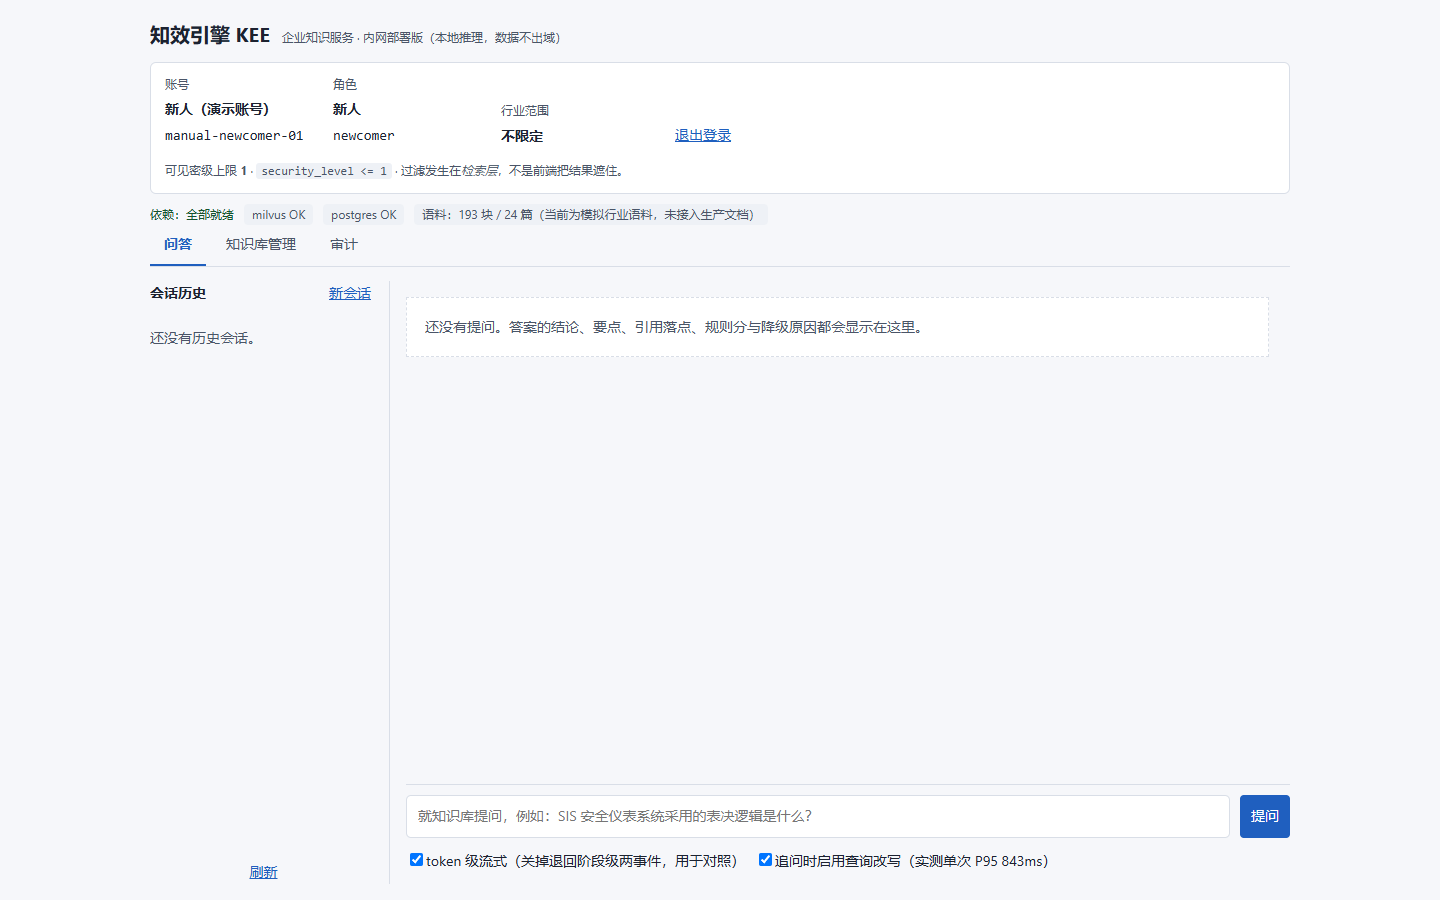 知效引擎 KEE 企业知识服务 · 内网部署版（本地推理，数据不出域）
账号 角色
新人（演示账号） 新人 行业范围
manual-newcomer-01 newcomer 不限定 退出登录
可见密级上限 1 · security_level <= 1 · 过滤发生在检索层，不是前端把结果遮住。
依赖：全部就绪 milvus OK postgres OK 语料：193 块 / 24 篇（当前为模拟行业语料，未接入生产文档）
问答 知识库管理 审计
会话历史 新会话
还没有提问。答案的结论、要点、引用落点、规则分与降级原因都会显示在这里。
还没有历史会话。
就知识库提问，例如：SIS 安全仪表系统采用的表决逻辑是什么？ 提问
token 级流式（关掉退回阶段级两事件，用于对照） 追问时启用查询改写（实测单次 P95 843ms）
刷新